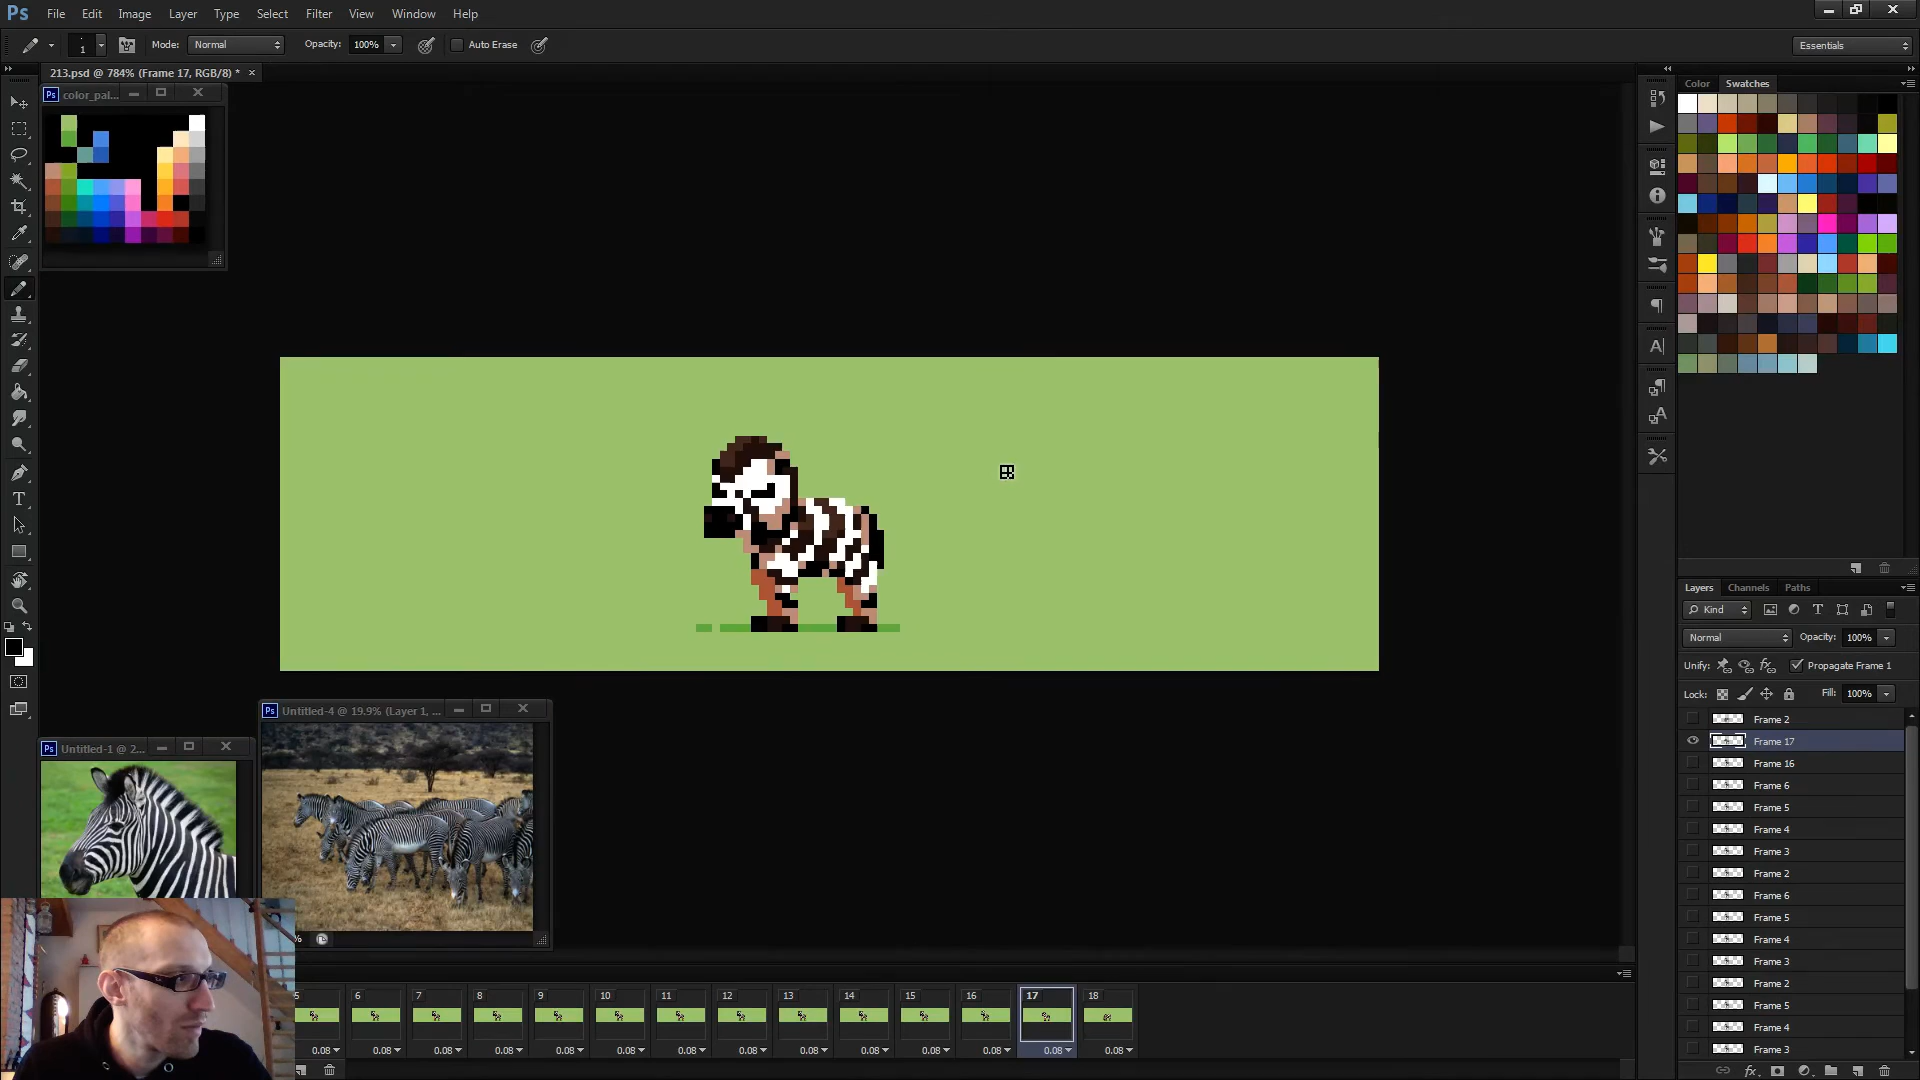 Ps File Edit Image Layer Select Type Filter View Window Help
1 Mode: Normal Opacity: 100% Auto Erase Essentials
213.psd @ 784% (Frame 17, RGB/8) *
Ps color_pal...
Color Swatches
Ps Untitled-4 @ 19.9% (Layer 1, ...
Ps Untitled-1 @ 2...
%
Layers Channels Paths
Kind
Normal Opacity: 100%
Unify: Propagate Frame 1
Lock: Fill: 100%
Frame 2
Frame 17
Frame 16
Frame 6
Frame 5
Frame 4
Frame 3
Frame 2
Frame 6
Frame 5
Frame 4
Frame 3
Frame 2
Frame 5
Frame 4
Frame 3
5 6 7 8 9 10 11 12 13 14 15 16 17 18
0.08 0.08 0.08 0.08 0.08 0.08 0.08 0.08 0.08 0.08 0.08 0.08 0.08 0.08